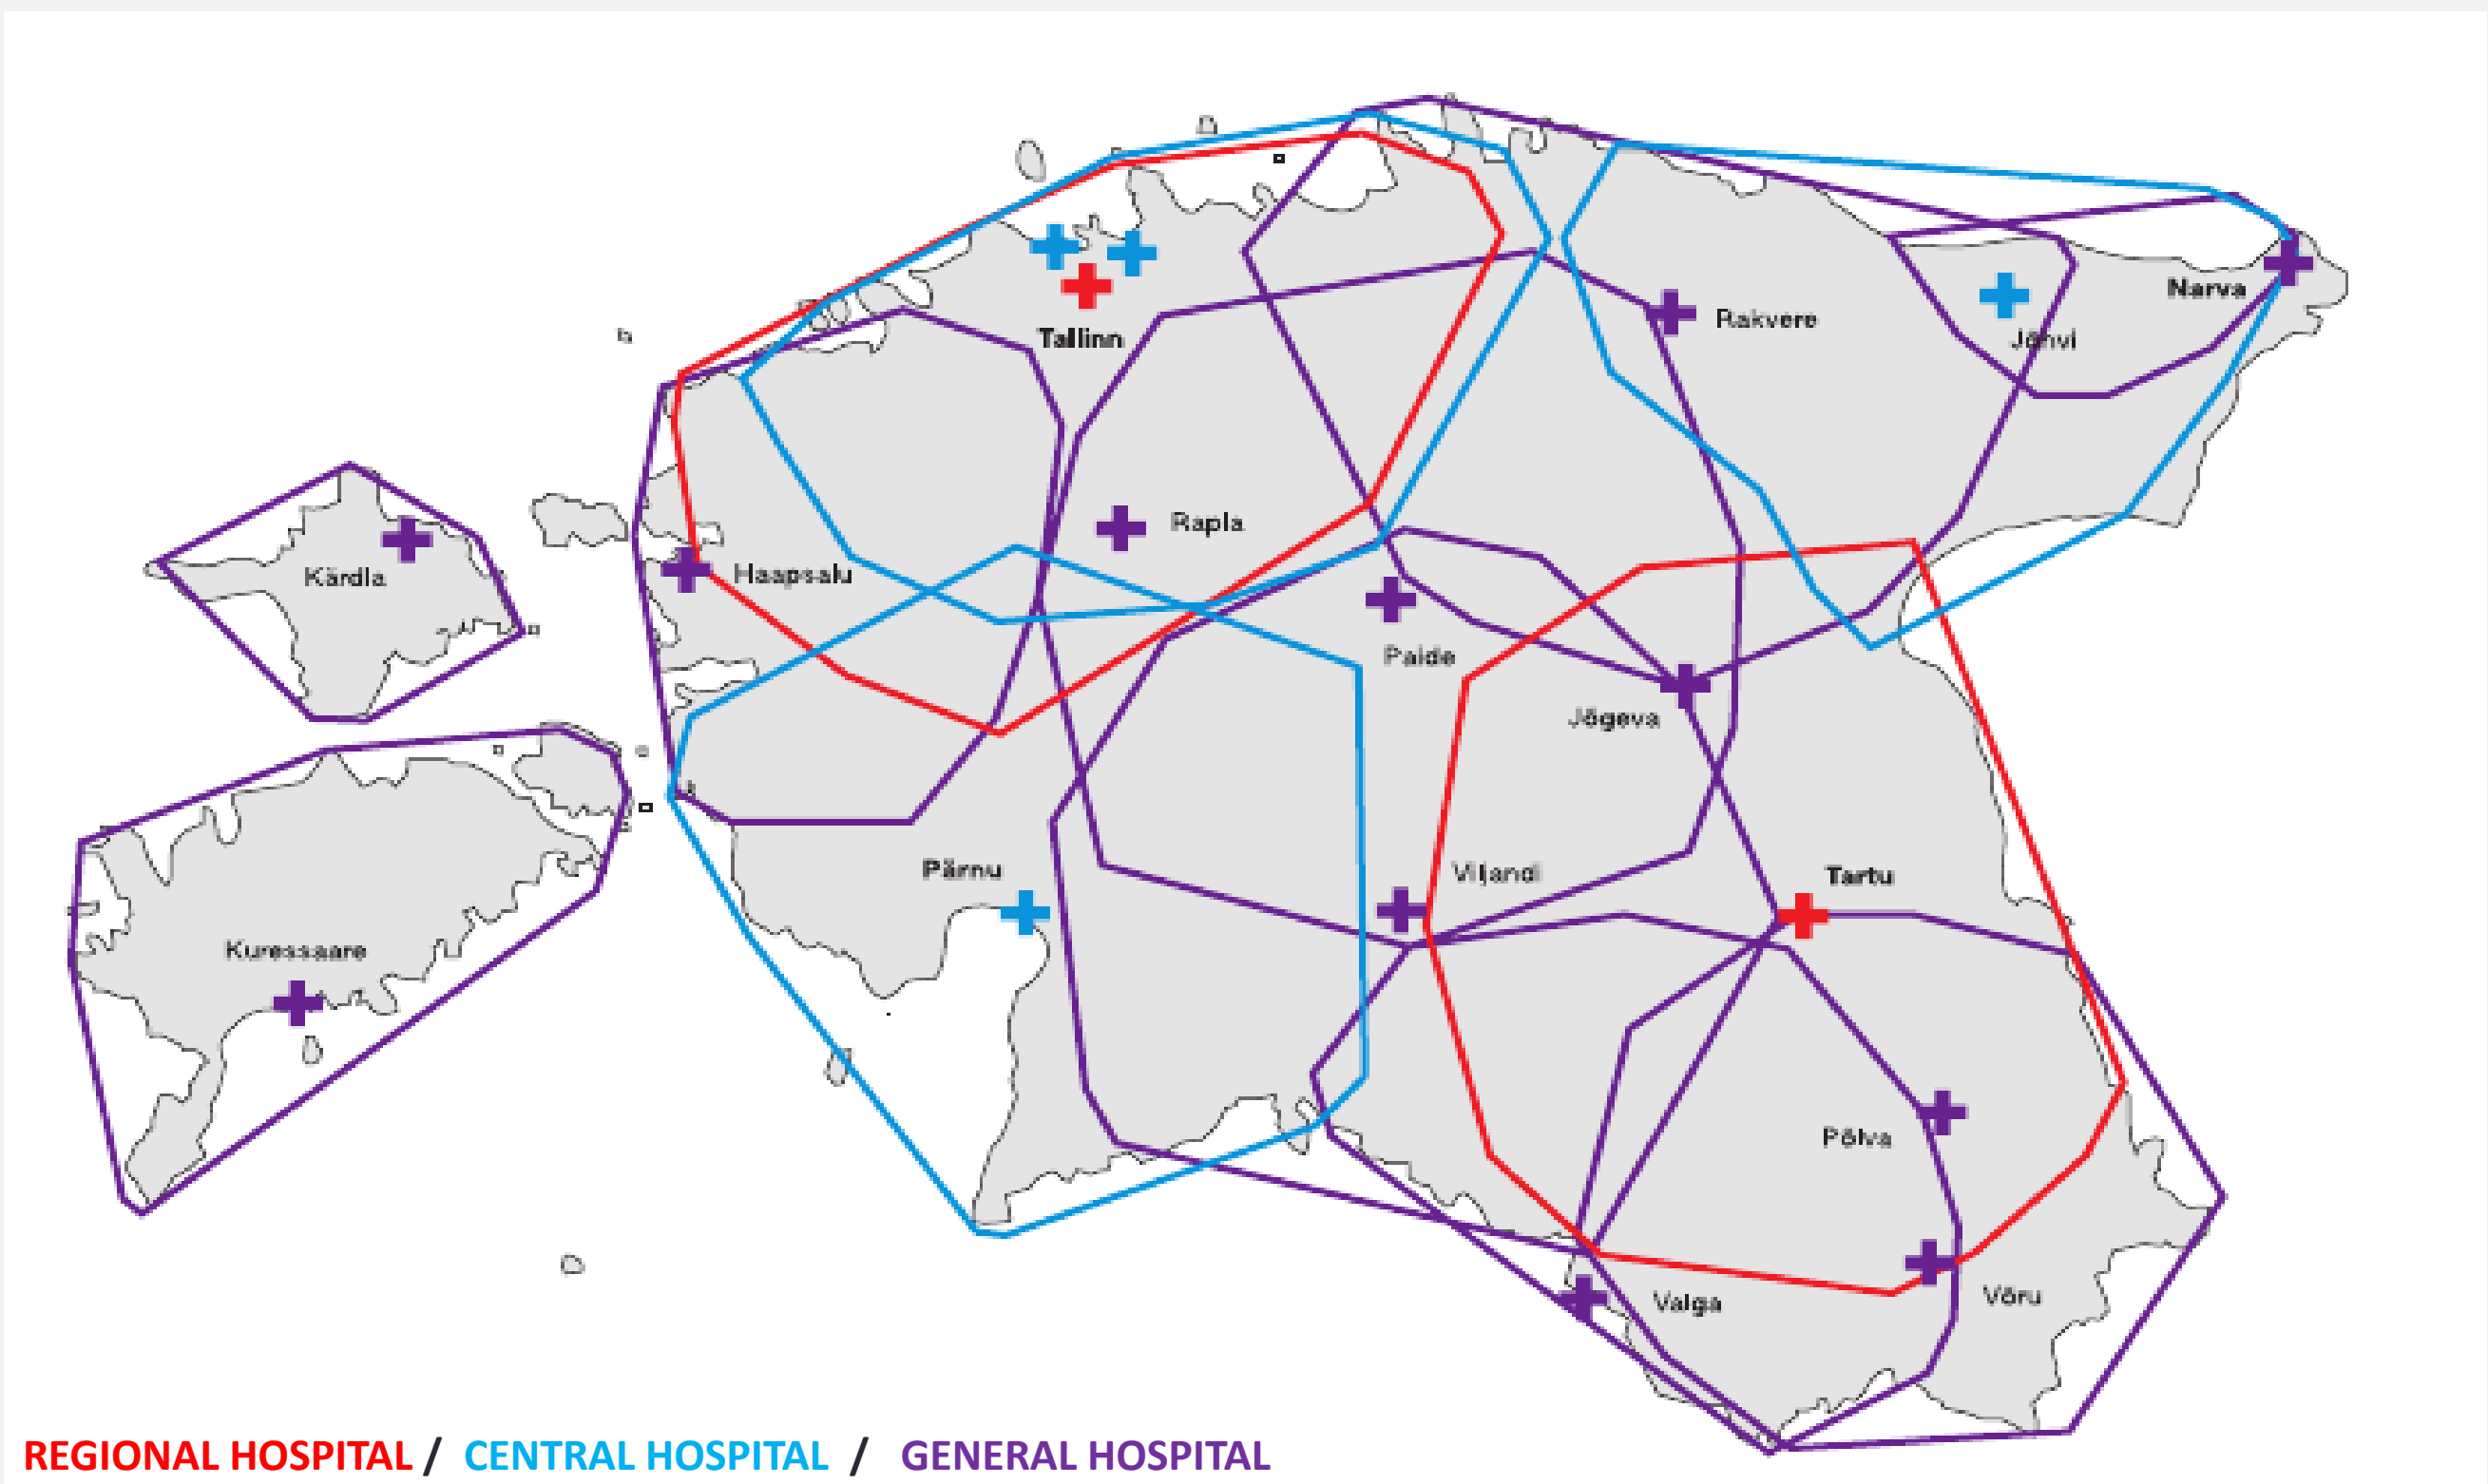 Tallinn
Narva
Rakvere
Jõhvi
Rapla
Haapsalu
Kärdla
Paide
Jõgeva
Pärnu
Viljandi
Tartu
Kuressaare
Põlva
Valga
Võru
REGIONAL HOSPITAL / CENTRAL HOSPITAL / GENERAL HOSPITAL